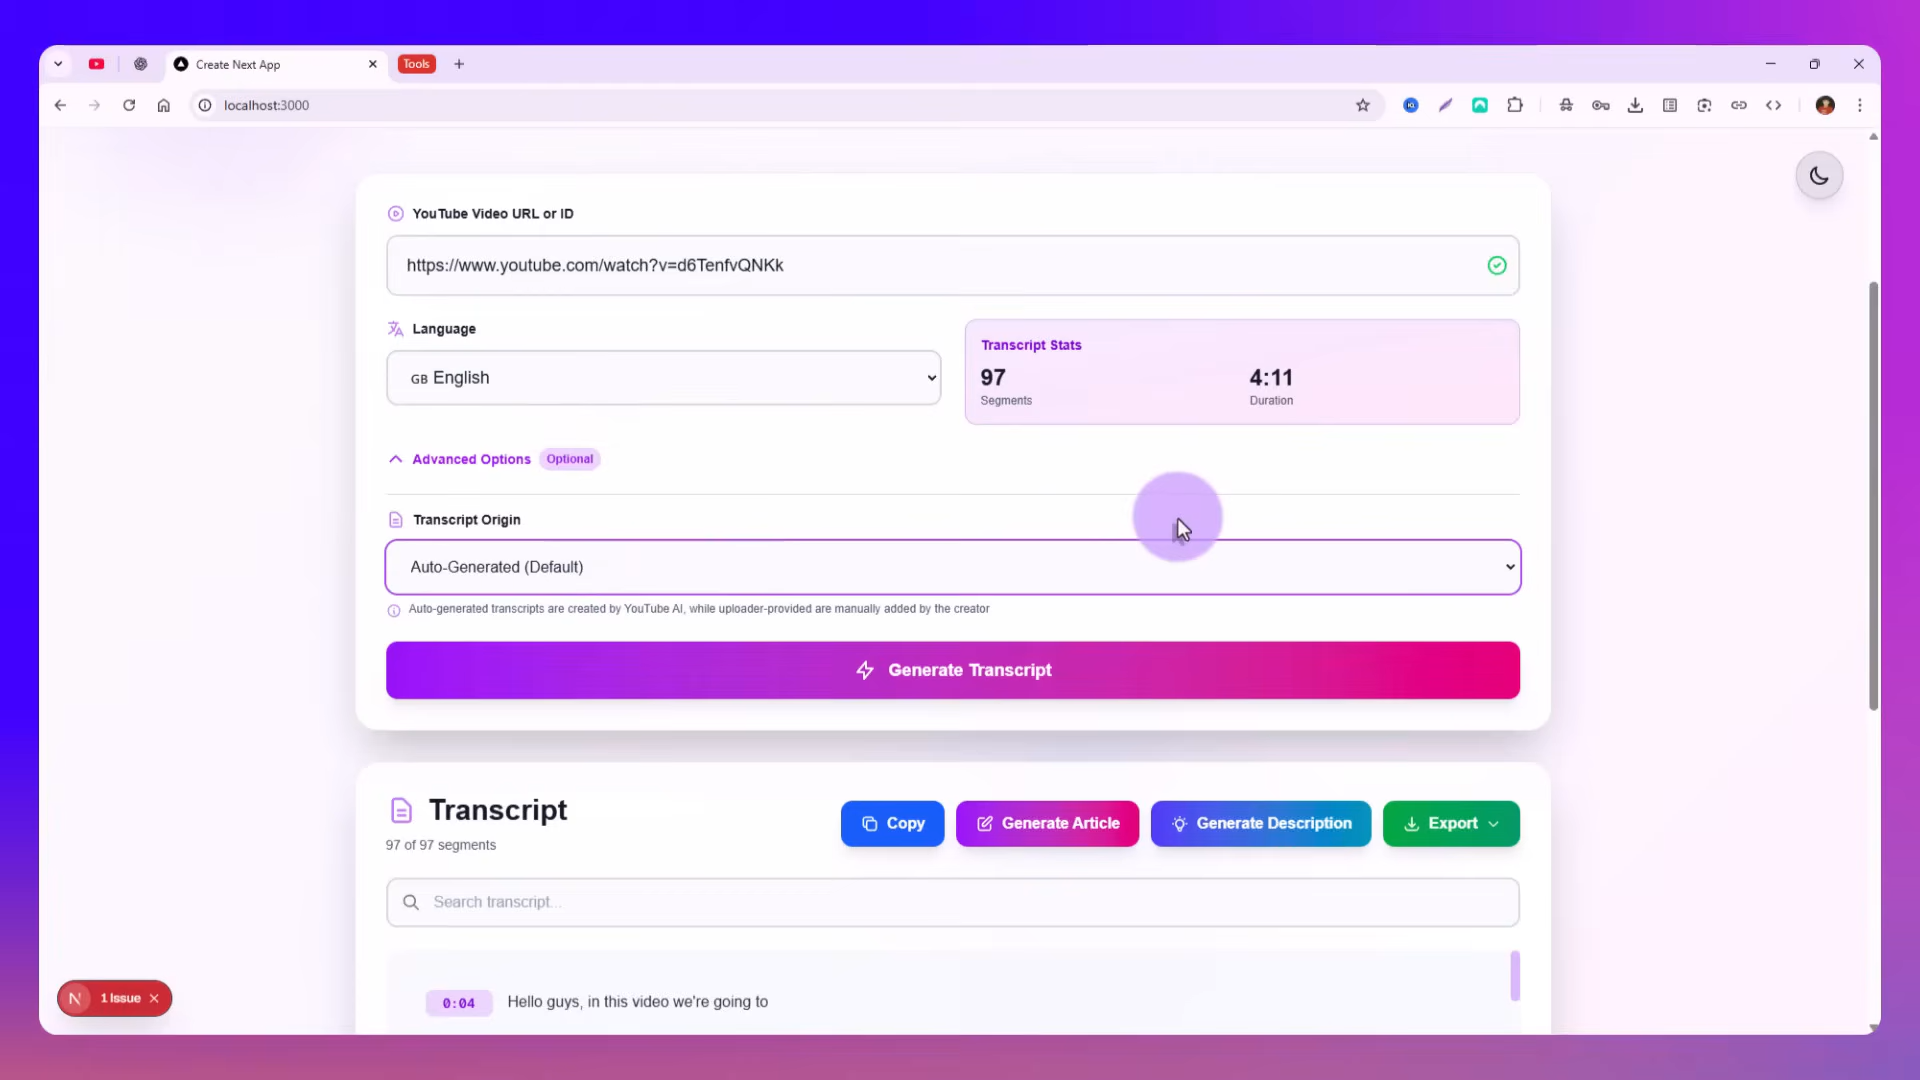 Create Next App
Tools
localhost:3000
YouTube Video URL or ID
https://www.youtube.com/watch?v=d6TenfvQNKk
Language
GB English
Transcript Stats
97
4:11
Segments
Duration
Advanced Options
Optional
Transcript Origin
Auto-Generated (Default)
Auto-generated transcripts are created by YouTube AI, while uploader-provided are manually added by the creator
Generate Transcript
Transcript
97 of 97 segments
Copy
Generate Article
Generate Description
Export
Search transcript...
0:04
Hello guys, in this video we're going to
N
1 Issue